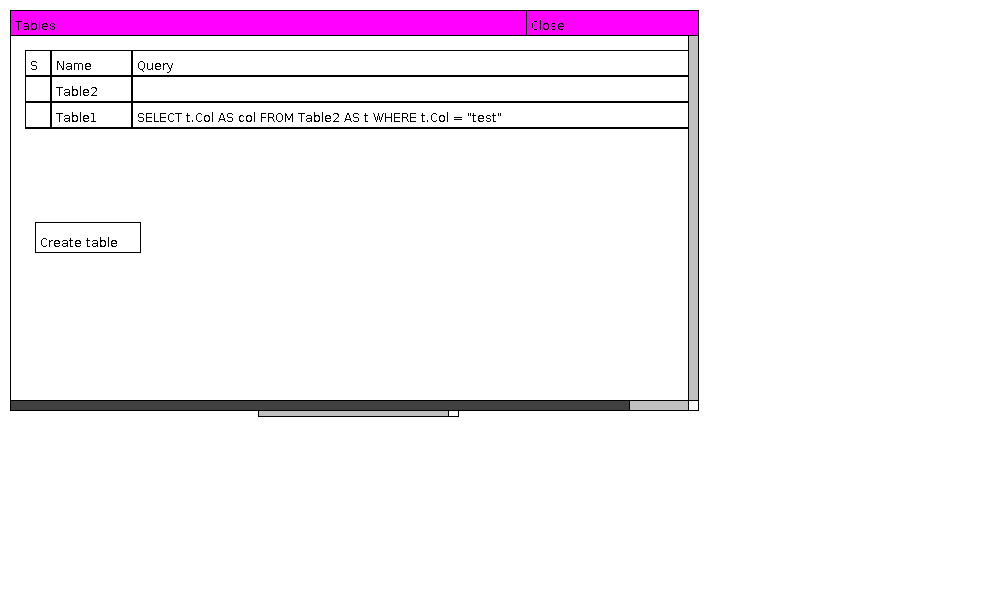 Tables Close
S Name Query
Table2
Table1 SELECT t.Col AS col FROM Table2 AS t WHERE t.Col = "test"
Create table